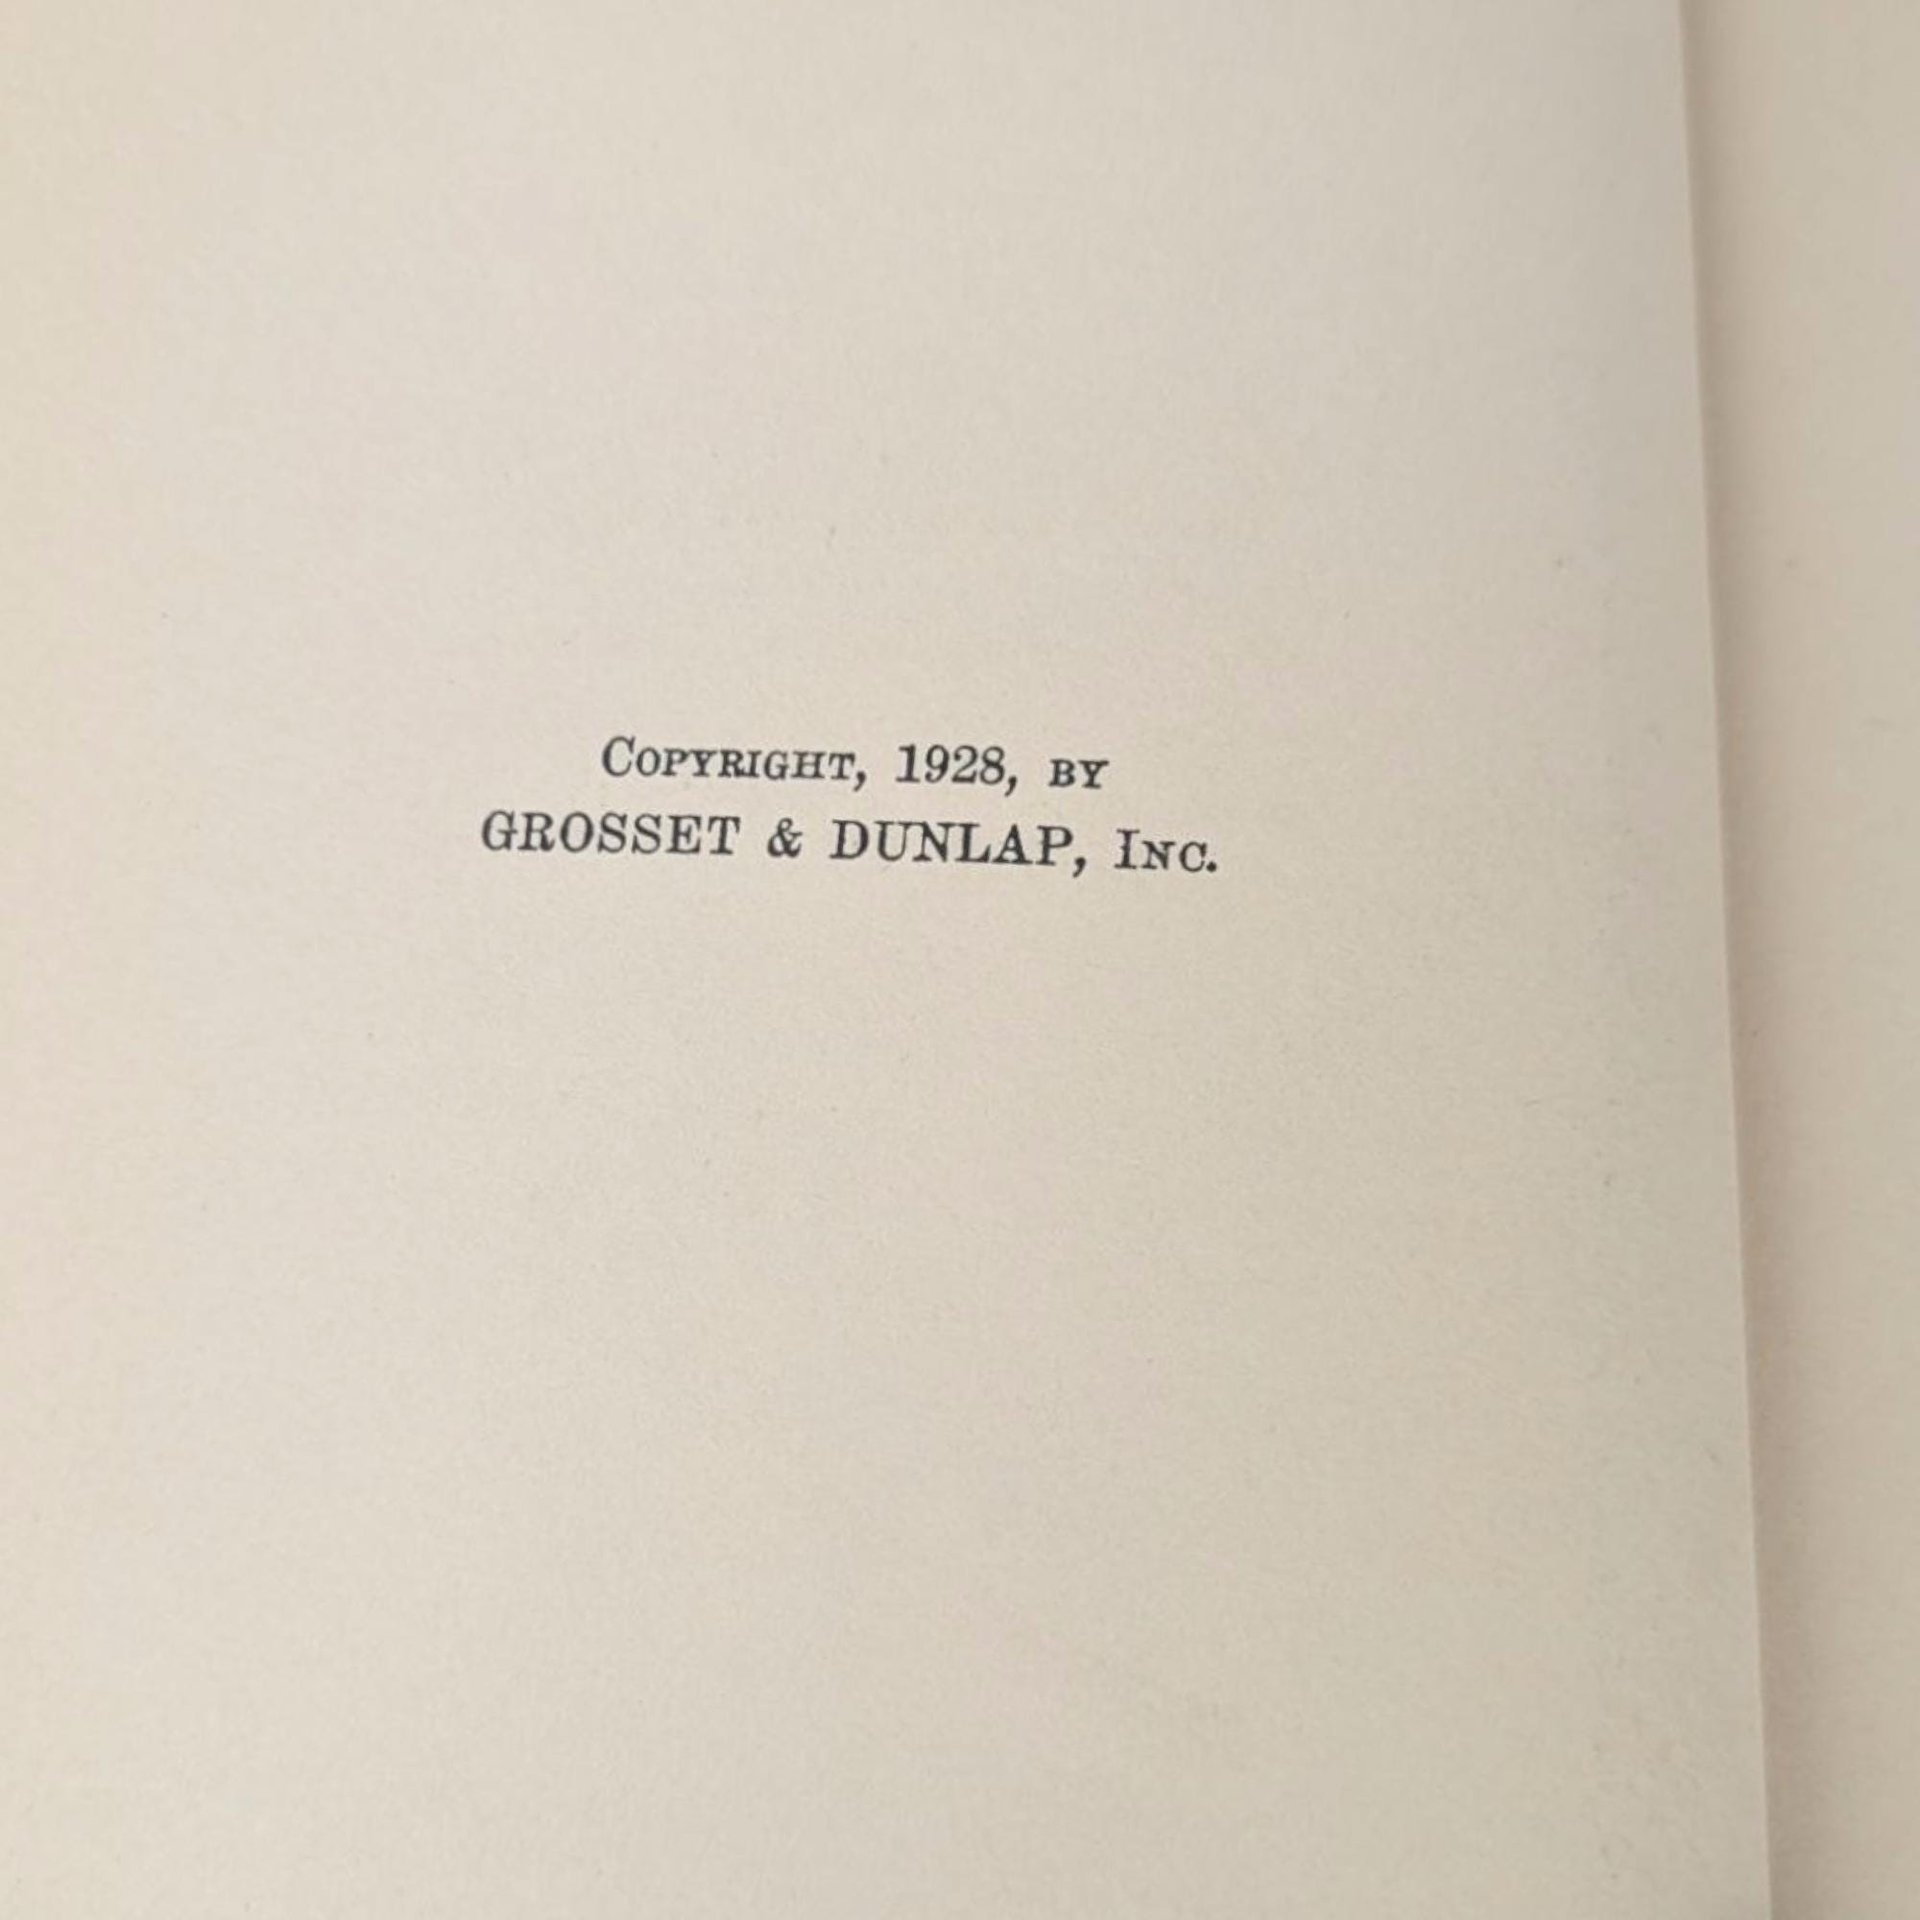 Copyright, 1928, by
GROSSET & DUNLAP, Inc.